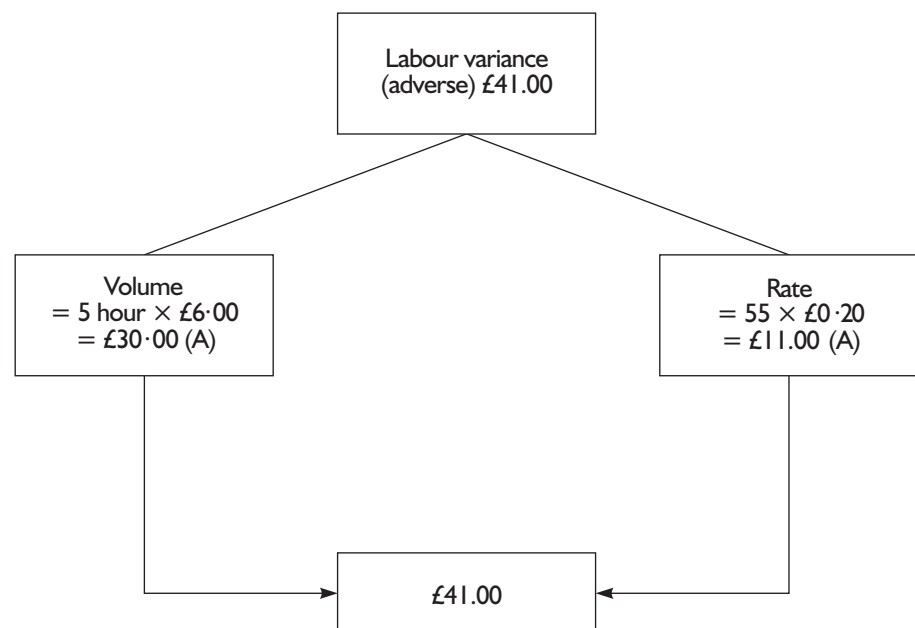 Labour variance
(adverse) £41.00
Volume
= 5 hour × £6·00
= £30·00 (A)
Rate
= 55 × £0·20
= £11.00 (A)
£41.00